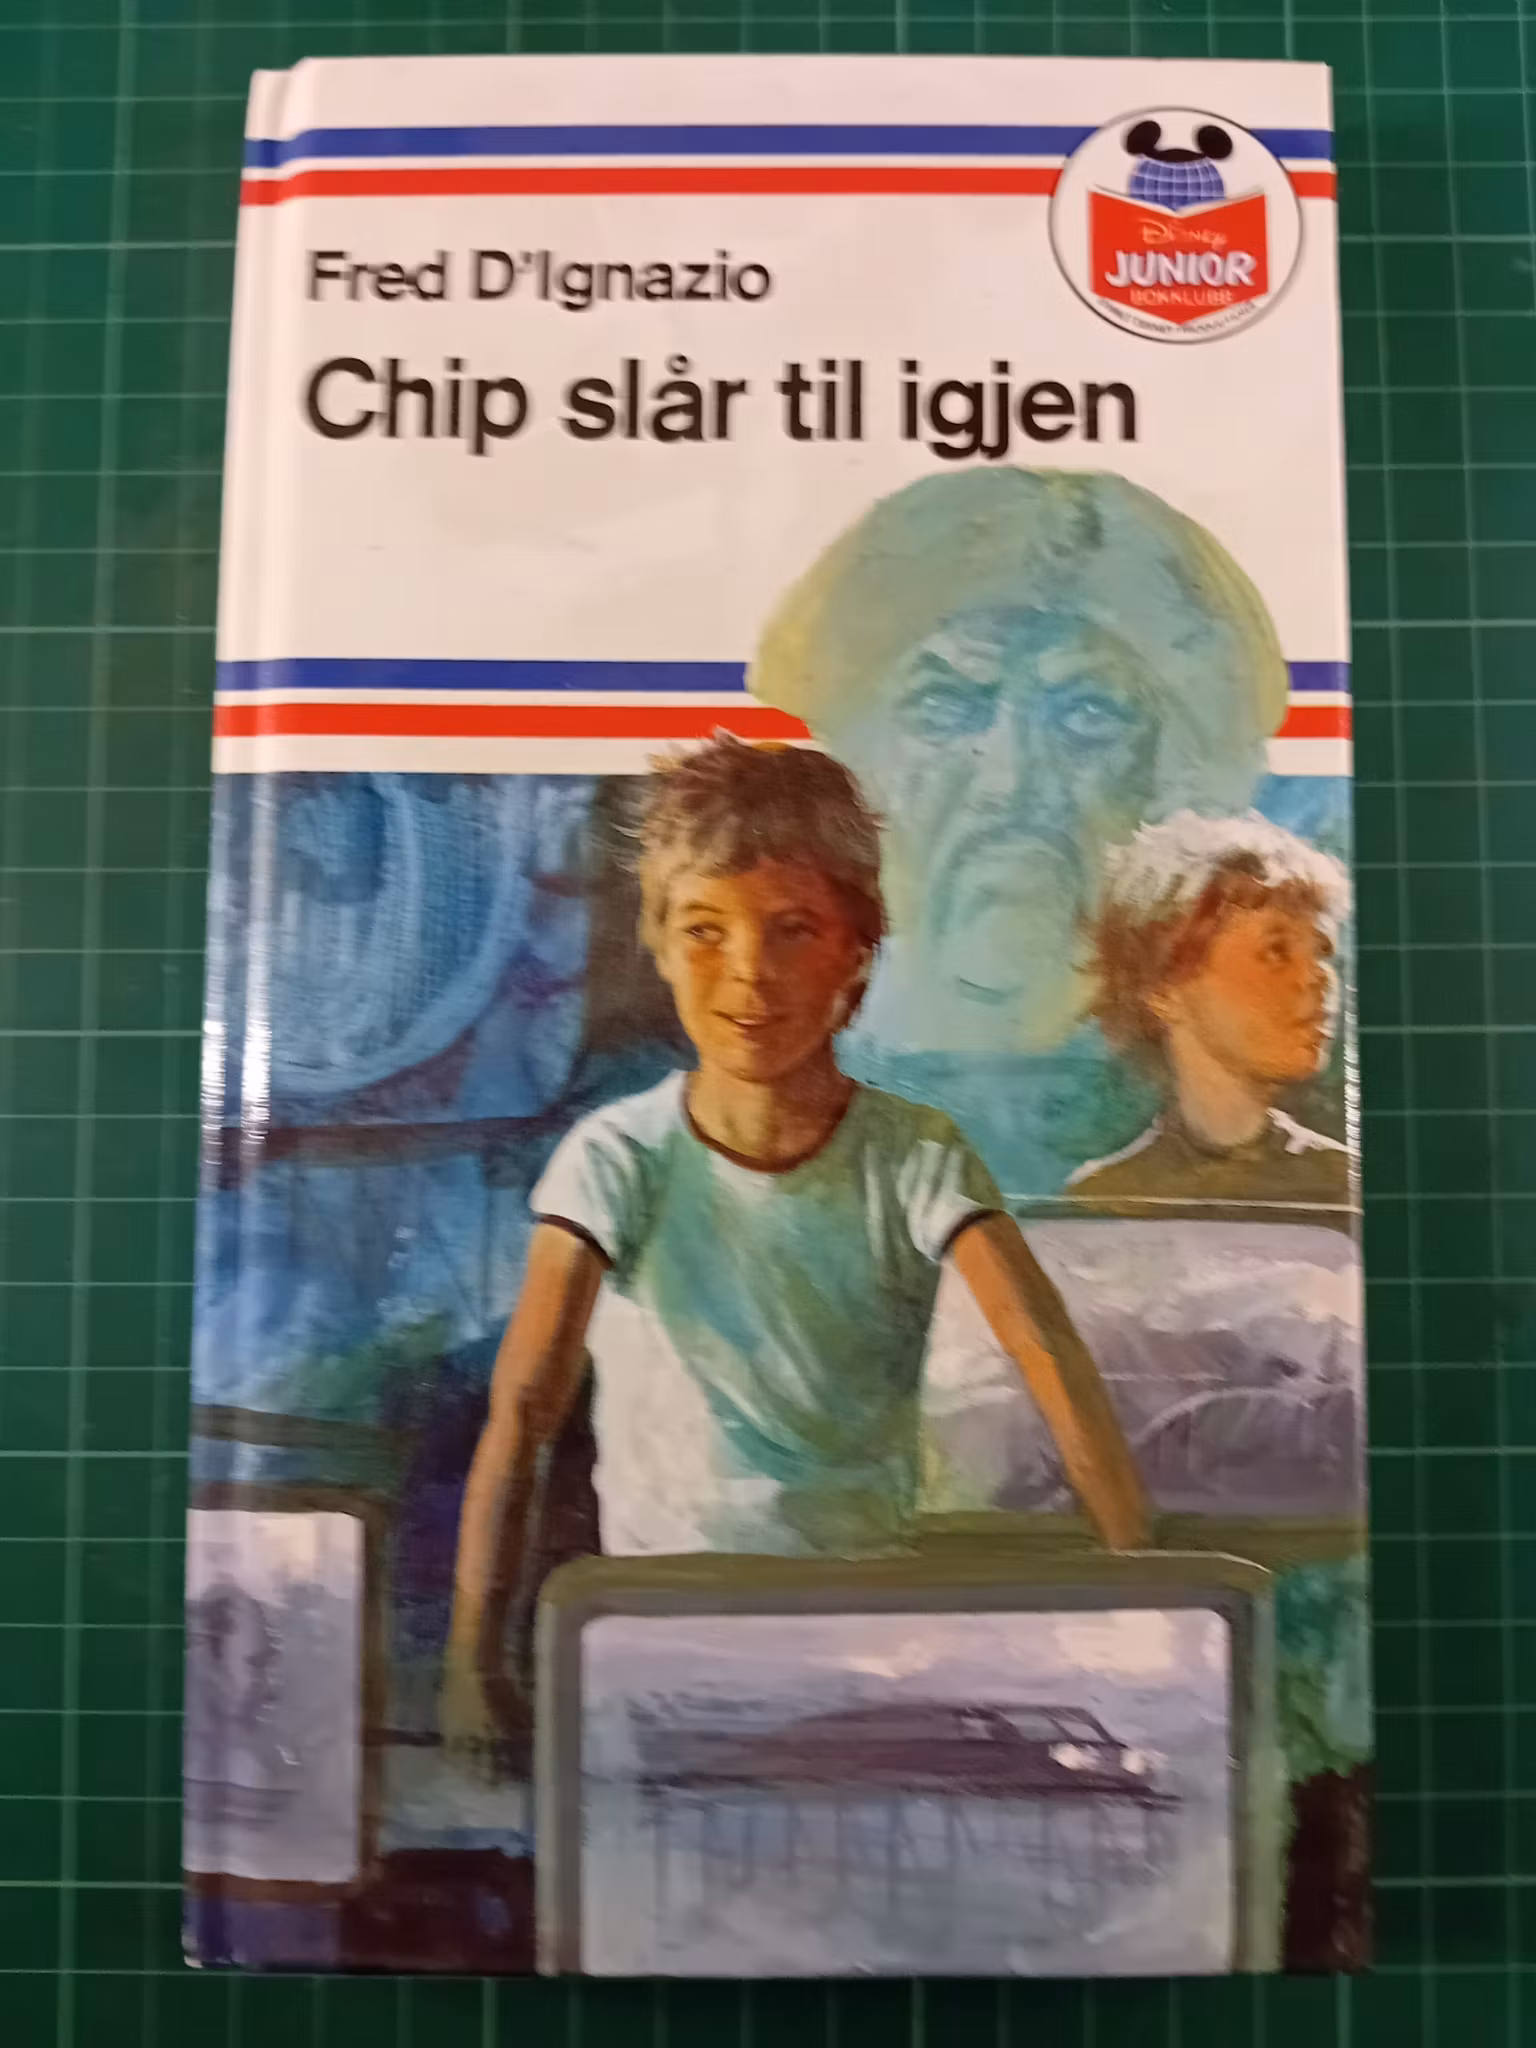 Fred D'Ignazio
Chip slår til igjen
DISNEY
JUNIOR
BOKKLUBB